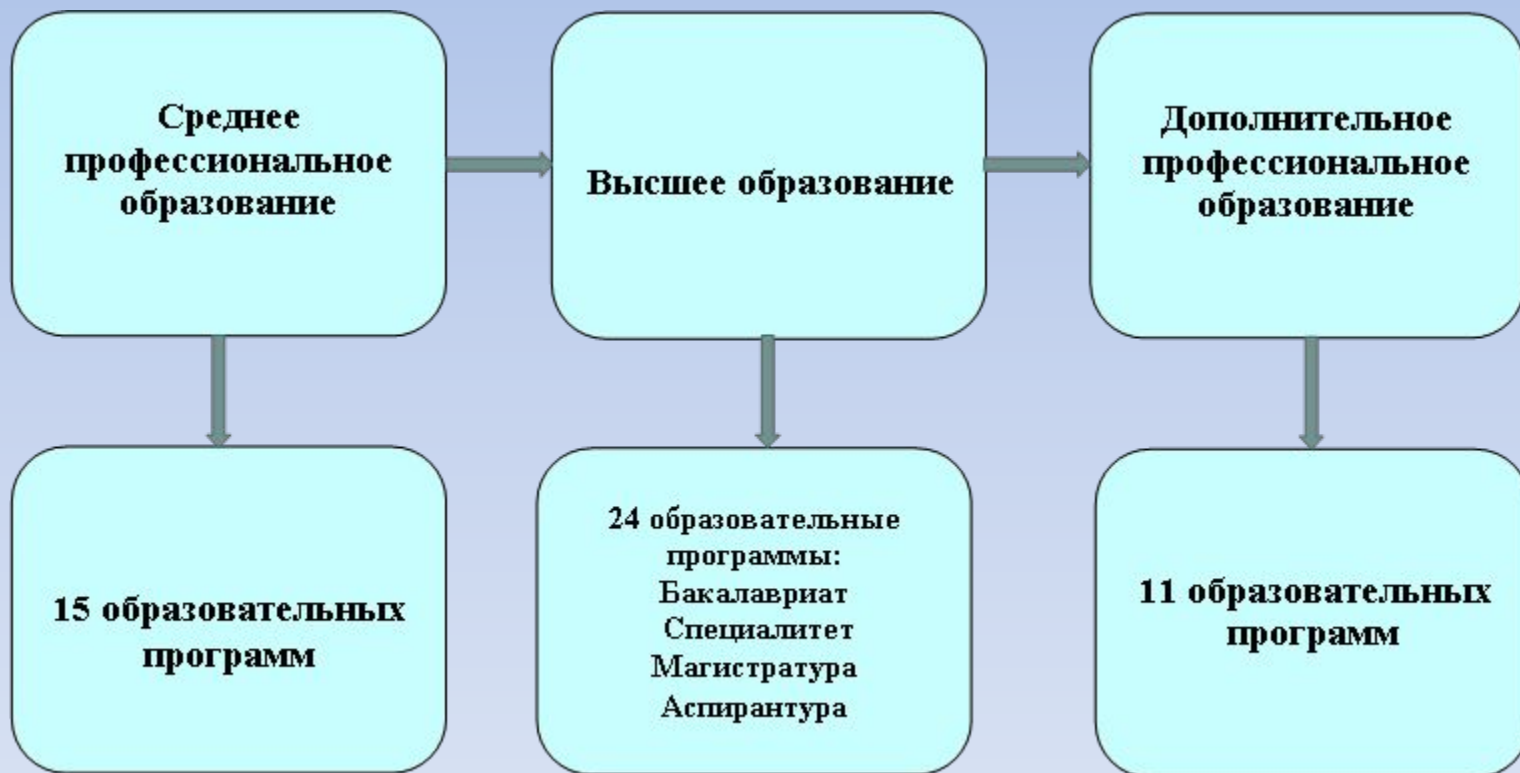 Среднее
профессиональное
образование
Высшее образование
Дополнительное
профессиональное
образование
15 образовательных
программ
24 образовательные
программы:
Бакалавриат
Специалитет
Магистратура
Аспирантура
11 образовательных
программ